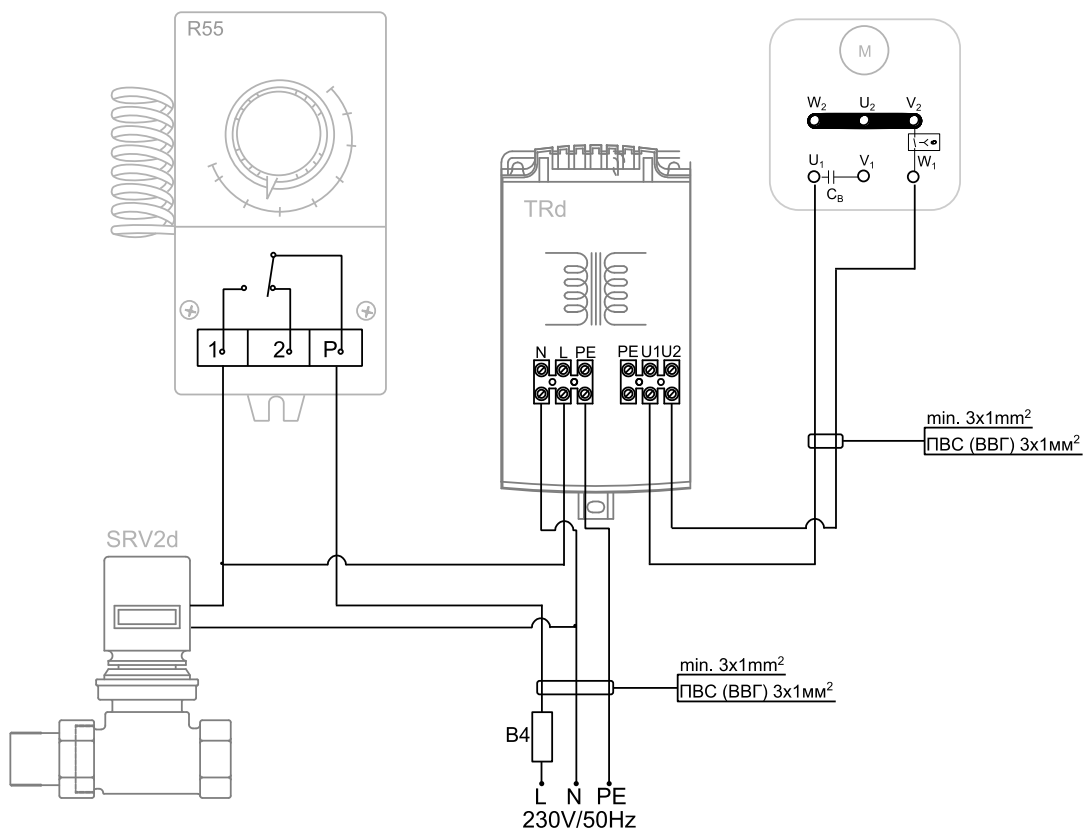 R55
M
W₂ U₂ V₂
U₁ V₁ W₁
C_B
TRd
1 2 P
N L PE PE U1 U2
min. 3x1mm²
ПВС (ВВГ) 3x1мм²
SRV2d
min. 3x1mm²
ПВС (ВВГ) 3x1мм²
B4
L N PE
230V/50Hz